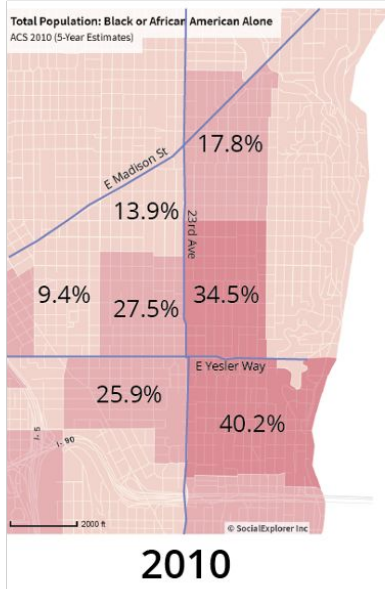 Total Population: Black or African American Alone
ACS 2010 (5-Year Estimates)
17.8%
E Madison St
13.9%
23rd Ave
9.4%
27.5%
34.5%
E Yesler Way
25.9%
40.2%
I- 5
I- 90
2000 ft
© SocialExplorer Inc
2010